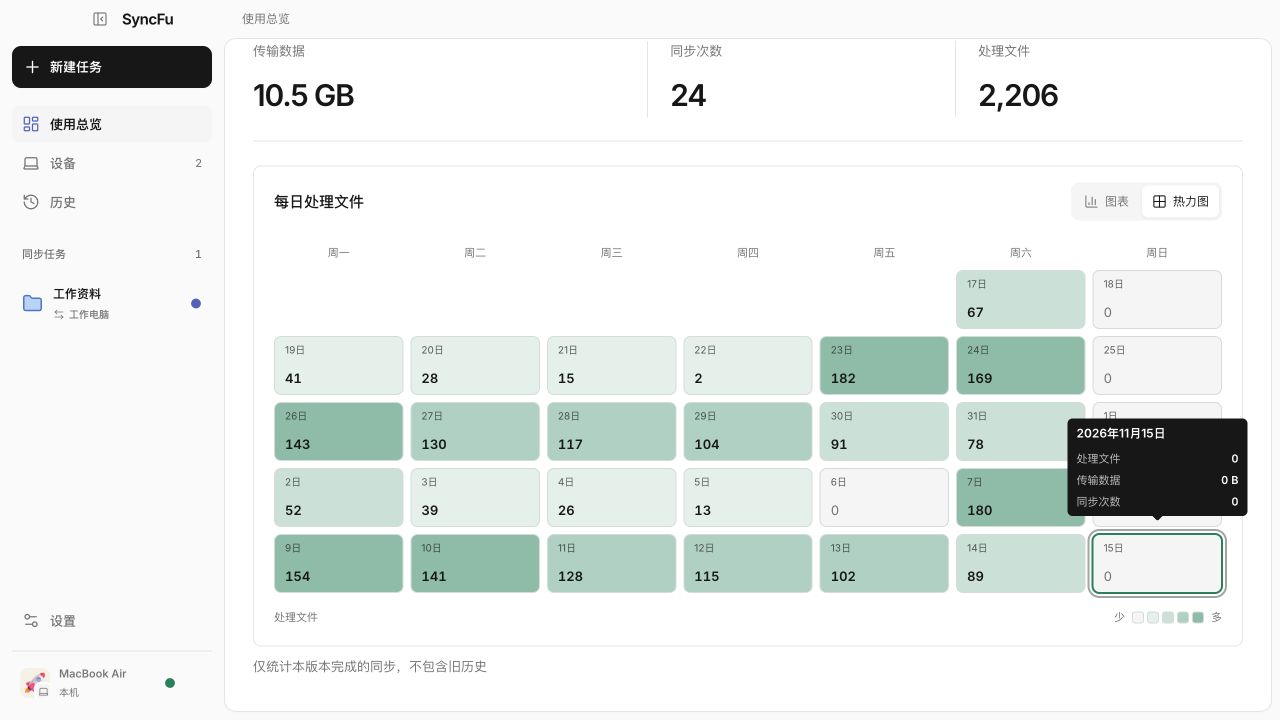 SyncFu
使用总览
新建任务
使用总览
设备 2
历史
同步任务 1
工作资料
工作电脑
设置
MacBook Air
本机
传输数据 同步次数 处理文件
10.5 GB 24 2,206
每日处理文件 图表 热力图
周一 周二 周三 周四 周五 周六 周日
17日 18日
67 0
19日 20日 21日 22日 23日 24日 25日
41 28 15 2 182 169 0
26日 27日 28日 29日 30日 31日 1日
143 130 117 104 91 78
2日 3日 4日 5日 6日 7日
52 39 26 13 0 180
2026年11月15日
处理文件 0
传输数据 0 B
同步次数 0
9日 10日 11日 12日 13日 14日 15日
154 141 128 115 102 89 0
处理文件 少 多
仅统计本版本完成的同步，不包含旧历史